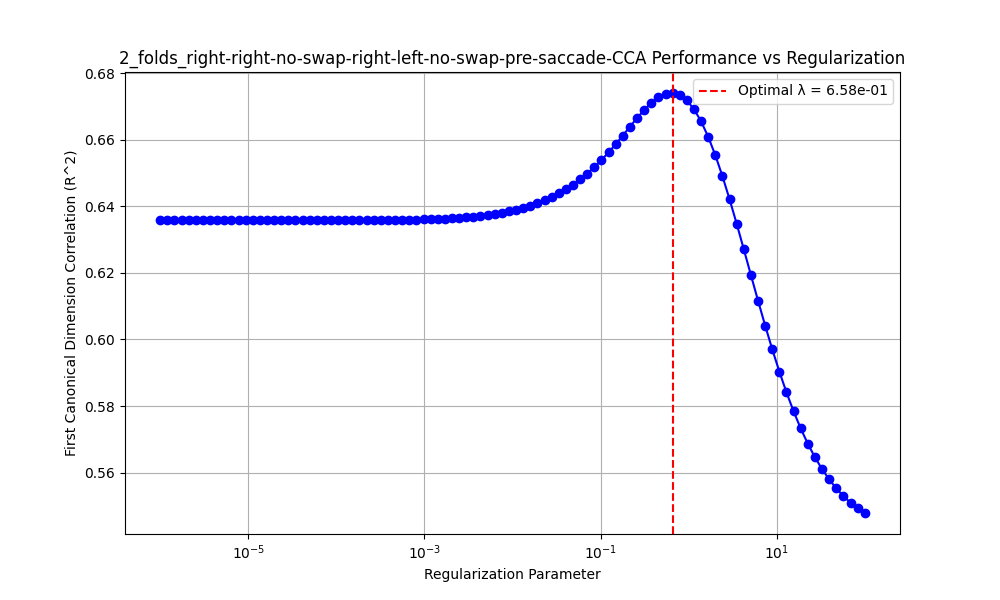 2_folds_right-right-no-swap-right-left-no-swap-pre-saccade-CCA Performance vs Regularization
Optimal λ = 6.58e-01
First Canonical Dimension Correlation (R^2)
0.68
0.66
0.64
0.62
0.60
0.58
0.56
10⁻⁵
10⁻³
10⁻¹
10¹
Regularization Parameter